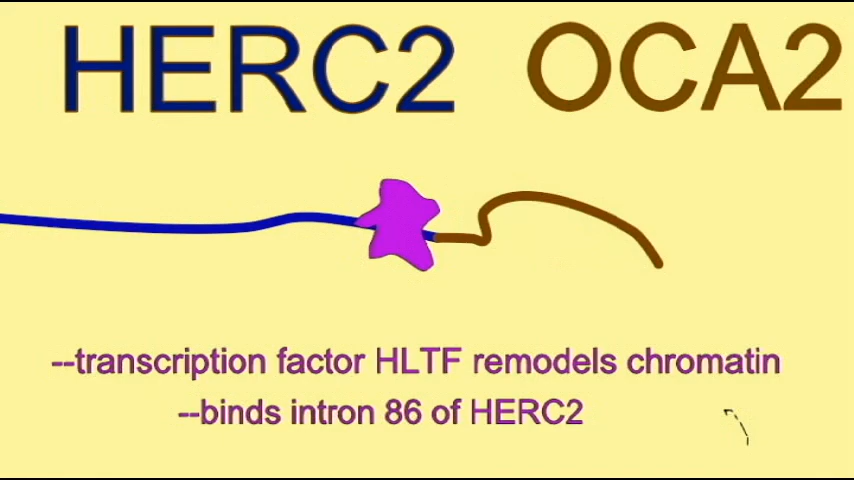 HERC2 OCA2
--transcription factor HLTF remodels chromatin
--binds intron 86 of HERC2